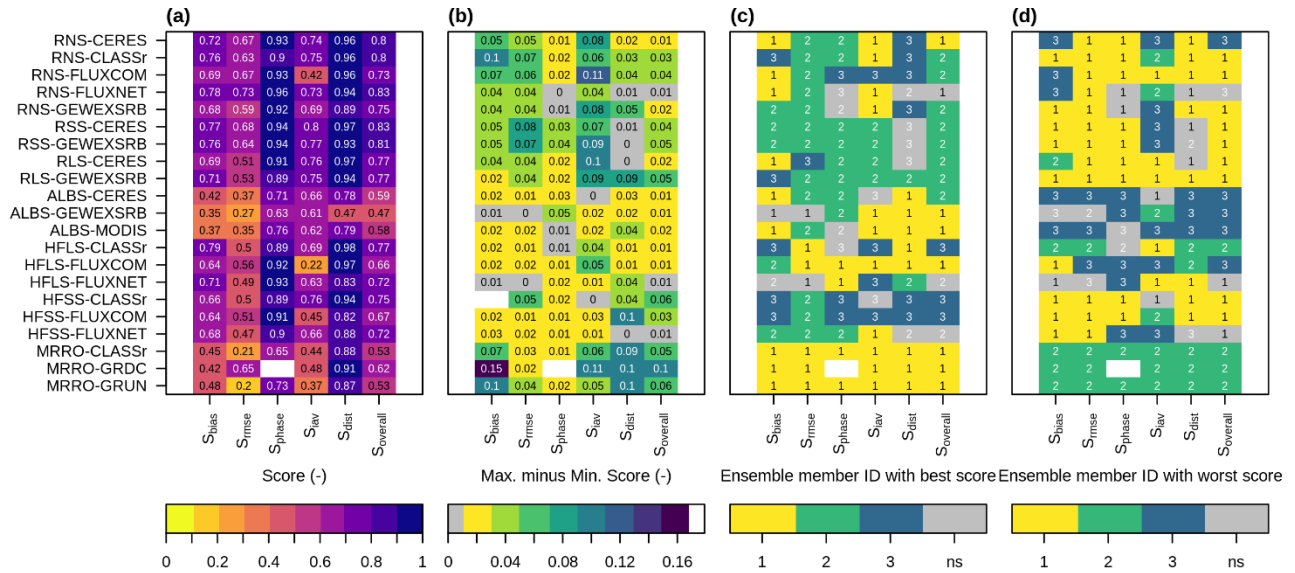 (a) (b) (c) (d)
RNS-CERES 0.72 0.67 0.93 0.74 0.96 0.8 0.05 0.05 0.01 0.08 0.02 0.01 1 2 2 1 3 1 3 1 1 3 1 3
RNS-CLASSr 0.76 0.63 0.9 0.75 0.96 0.8 0.1 0.07 0.02 0.06 0.03 0.03 3 2 2 1 3 2 1 1 1 2 1 1
RNS-FLUXCOM 0.69 0.67 0.93 0.42 0.96 0.73 0.07 0.06 0.02 0.11 0.04 0.04 1 2 3 3 3 2 3 1 1 1 1 1
RNS-FLUXNET 0.78 0.73 0.96 0.73 0.94 0.83 0.04 0.04 0 0.04 0.01 0.01 2 2 3 1 2 1 3 1 1 2 1 3
RNS-GEWEXSRB 0.68 0.59 0.92 0.69 0.89 0.75 0.04 0.04 0.01 0.08 0.05 0.02 2 2 3 1 3 2 1 1 1 3 1 1
RSS-CERES 0.77 0.68 0.94 0.8 0.97 0.83 0.05 0.08 0.03 0.07 0.01 0.04 2 2 2 2 3 2 1 1 1 3 1 1
RSS-GEWEXSRB 0.76 0.64 0.94 0.77 0.93 0.81 0.05 0.07 0.04 0.09 0 0.04 2 2 2 2 3 2 1 1 1 3 2 1
RLS-CERES 0.69 0.51 0.91 0.76 0.97 0.77 0.04 0.04 0.02 0.1 0 0.02 1 3 2 2 3 2 2 1 1 1 1 1
RLS-GEWEXSRB 0.71 0.53 0.89 0.75 0.94 0.77 0.02 0.04 0.02 0.09 0.09 0.05 3 2 2 2 2 2 1 1 1 1 1 1
ALBS-CERES 0.42 0.37 0.71 0.66 0.78 0.59 0.02 0.01 0.03 0 0.03 0.01 2 2 2 3 1 2 3 3 3 1 3 3
ALBS-GEWEXSRB 0.35 0.27 0.63 0.61 0.47 0.47 0.01 0 0.05 0.02 0.02 0.01 1 1 2 1 1 1 3 2 3 2 3 3
ALBS-MODIS 0.37 0.35 0.76 0.62 0.79 0.58 0.02 0.02 0.01 0.02 0.04 0.02 2 2 2 1 1 1 3 3 3 3 3 3
HFLS-CLASSr 0.79 0.5 0.89 0.69 0.98 0.77 0.02 0.01 0.01 0.04 0.01 0.01 3 1 1 3 1 3 2 2 3 1 2 2
HFLS-FLUXCOM 0.64 0.56 0.92 0.22 0.97 0.66 0.02 0.02 0.01 0.05 0.01 0.01 2 1 1 1 1 1 1 3 3 3 2 3
HFLS-FLUXNET 0.71 0.49 0.93 0.63 0.83 0.72 0.01 0 0.01 0.02 0.04 0.01 2 1 1 3 2 2 1 3 3 1 1 1
HFSS-CLASSr 0.66 0.5 0.89 0.76 0.94 0.75 0.05 0.02 0 0.04 0.06 3 2 2 3 3 3 1 1 1 1 1 1
HFSS-FLUXCOM 0.64 0.51 0.91 0.45 0.82 0.67 0.02 0.02 0.01 0.03 0.1 0.03 3 2 3 3 3 3 1 1 1 2 1 1
HFSS-FLUXNET 0.68 0.47 0.9 0.66 0.88 0.72 0.03 0.02 0.01 0.01 0 0.01 2 2 2 1 2 2 1 1 3 3 3 1
MRRO-CLASSr 0.45 0.21 0.65 0.44 0.88 0.53 0.07 0.03 0.01 0.06 0.09 0.05 1 1 1 1 1 1 2 2 2 2 2 2
MRRO-GRDC 0.42 0.65 0.48 0.91 0.62 0.15 0.02 0.11 0.1 0.1 1 1 1 1 1 2 2 2 2 2
MRRO-GRUN 0.48 0.2 0.73 0.37 0.87 0.53 0.1 0.04 0.02 0.05 0.1 0.06 1 1 1 1 1 1 2 2 2 2 2 2
Sbias Srmse Sphase Siav Sdist Soverall Sbias Srmse Sphase Siav Sdist Soverall Sbias Srmse Sphase Siav Sdist Soverall Sbias Srmse Sphase Siav Sdist Soverall
Score (-) Max. minus Min. Score (-) Ensemble member ID with best score Ensemble member ID with worst score
0 0.2 0.4 0.6 0.8 1 0 0.04 0.08 0.12 0.16 1 2 3 ns 1 2 3 ns